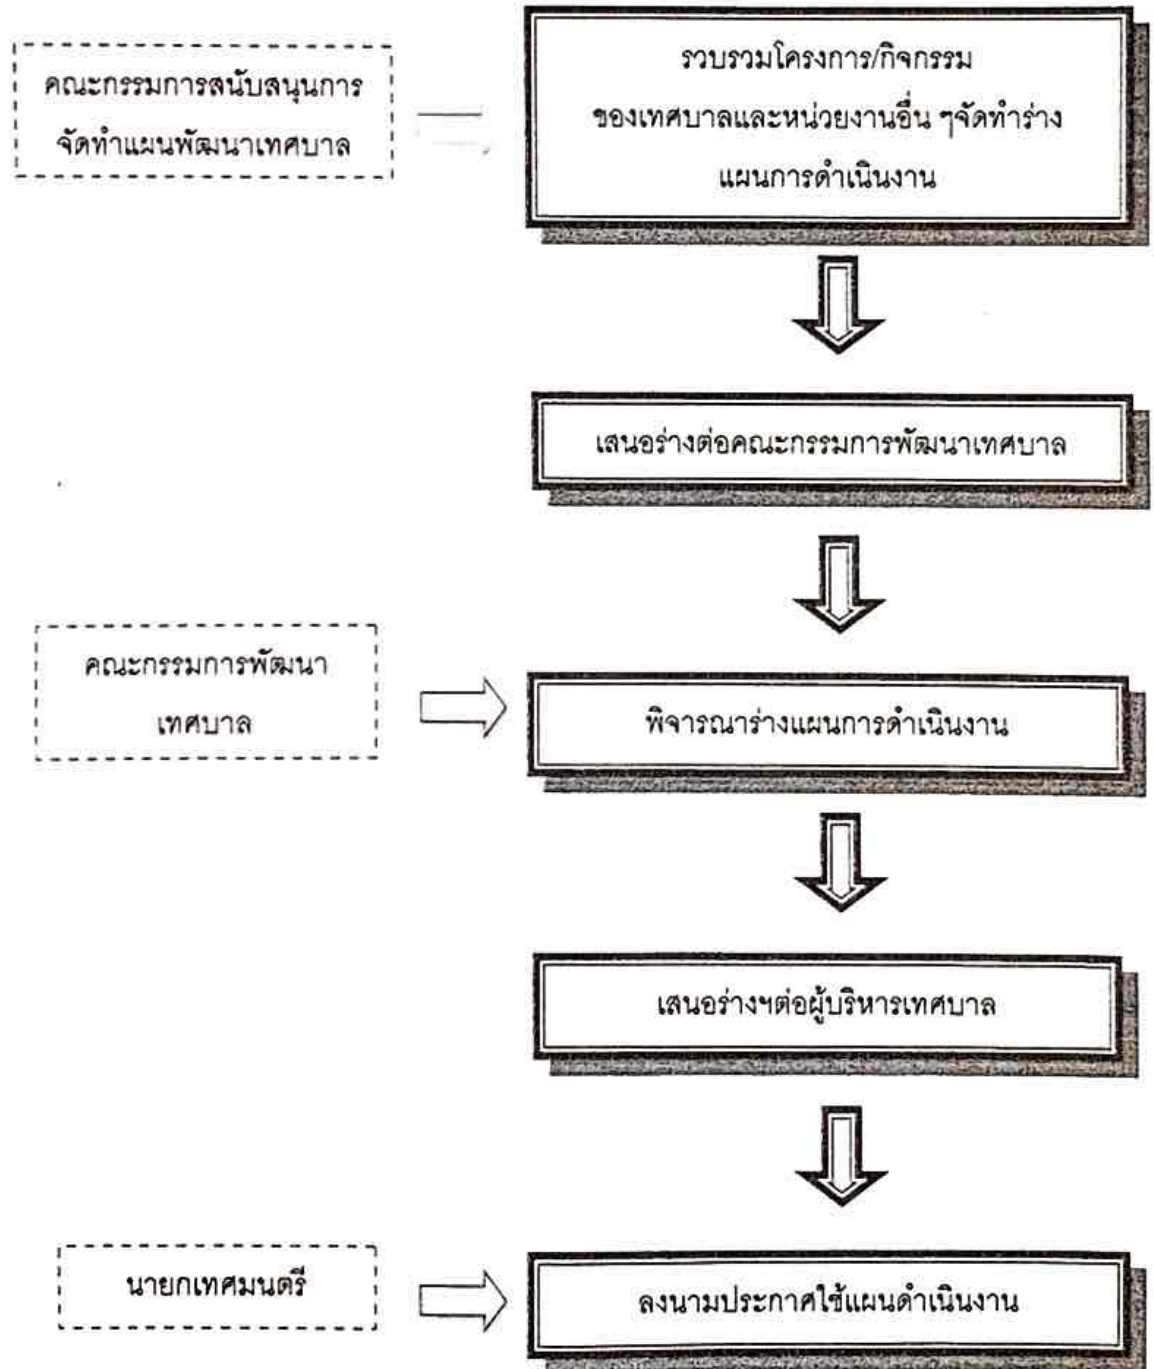 คณะกรรมการสนับสนุนการ
จัดทำแผนพัฒนาเทศบาล
รวบรวมโครงการ/กิจกรรม
ของเทศบาลและหน่วยงานอื่น ๆจัดทำร่าง
แผนการดำเนินงาน
เสนอร่างต่อคณะกรรมการพัฒนาเทศบาล
คณะกรรมการพัฒนา
เทศบาล
พิจารณาร่างแผนการดำเนินงาน
เสนอร่างฯต่อผู้บริหารเทศบาล
นายกเทศมนตรี
ลงนามประกาศใช้แผนดำเนินงาน